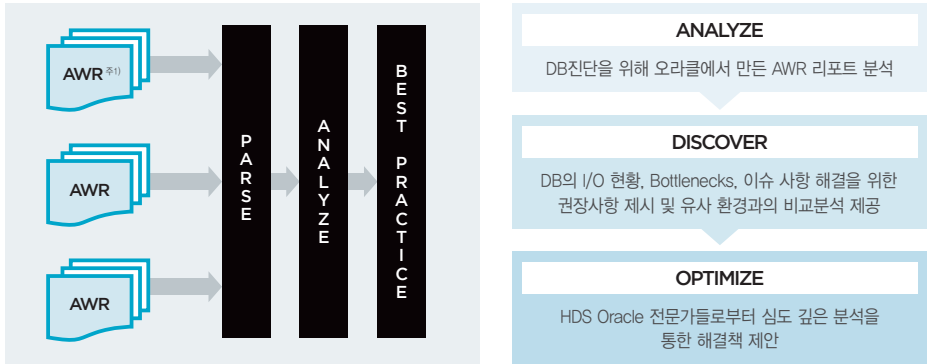 AWR 주1)
AWR
AWR
PARSE
ANALYZE
BEST PRACTICE
ANALYZE
DB진단을 위해 오라클에서 만든 AWR 리포트 분석
DISCOVER
DB의 I/O 현황, Bottlenecks, 이슈 사항 해결을 위한
권장사항 제시 및 유사 환경과의 비교분석 제공
OPTIMIZE
HDS Oracle 전문가들로부터 심도 깊은 분석을
통한 해결책 제안